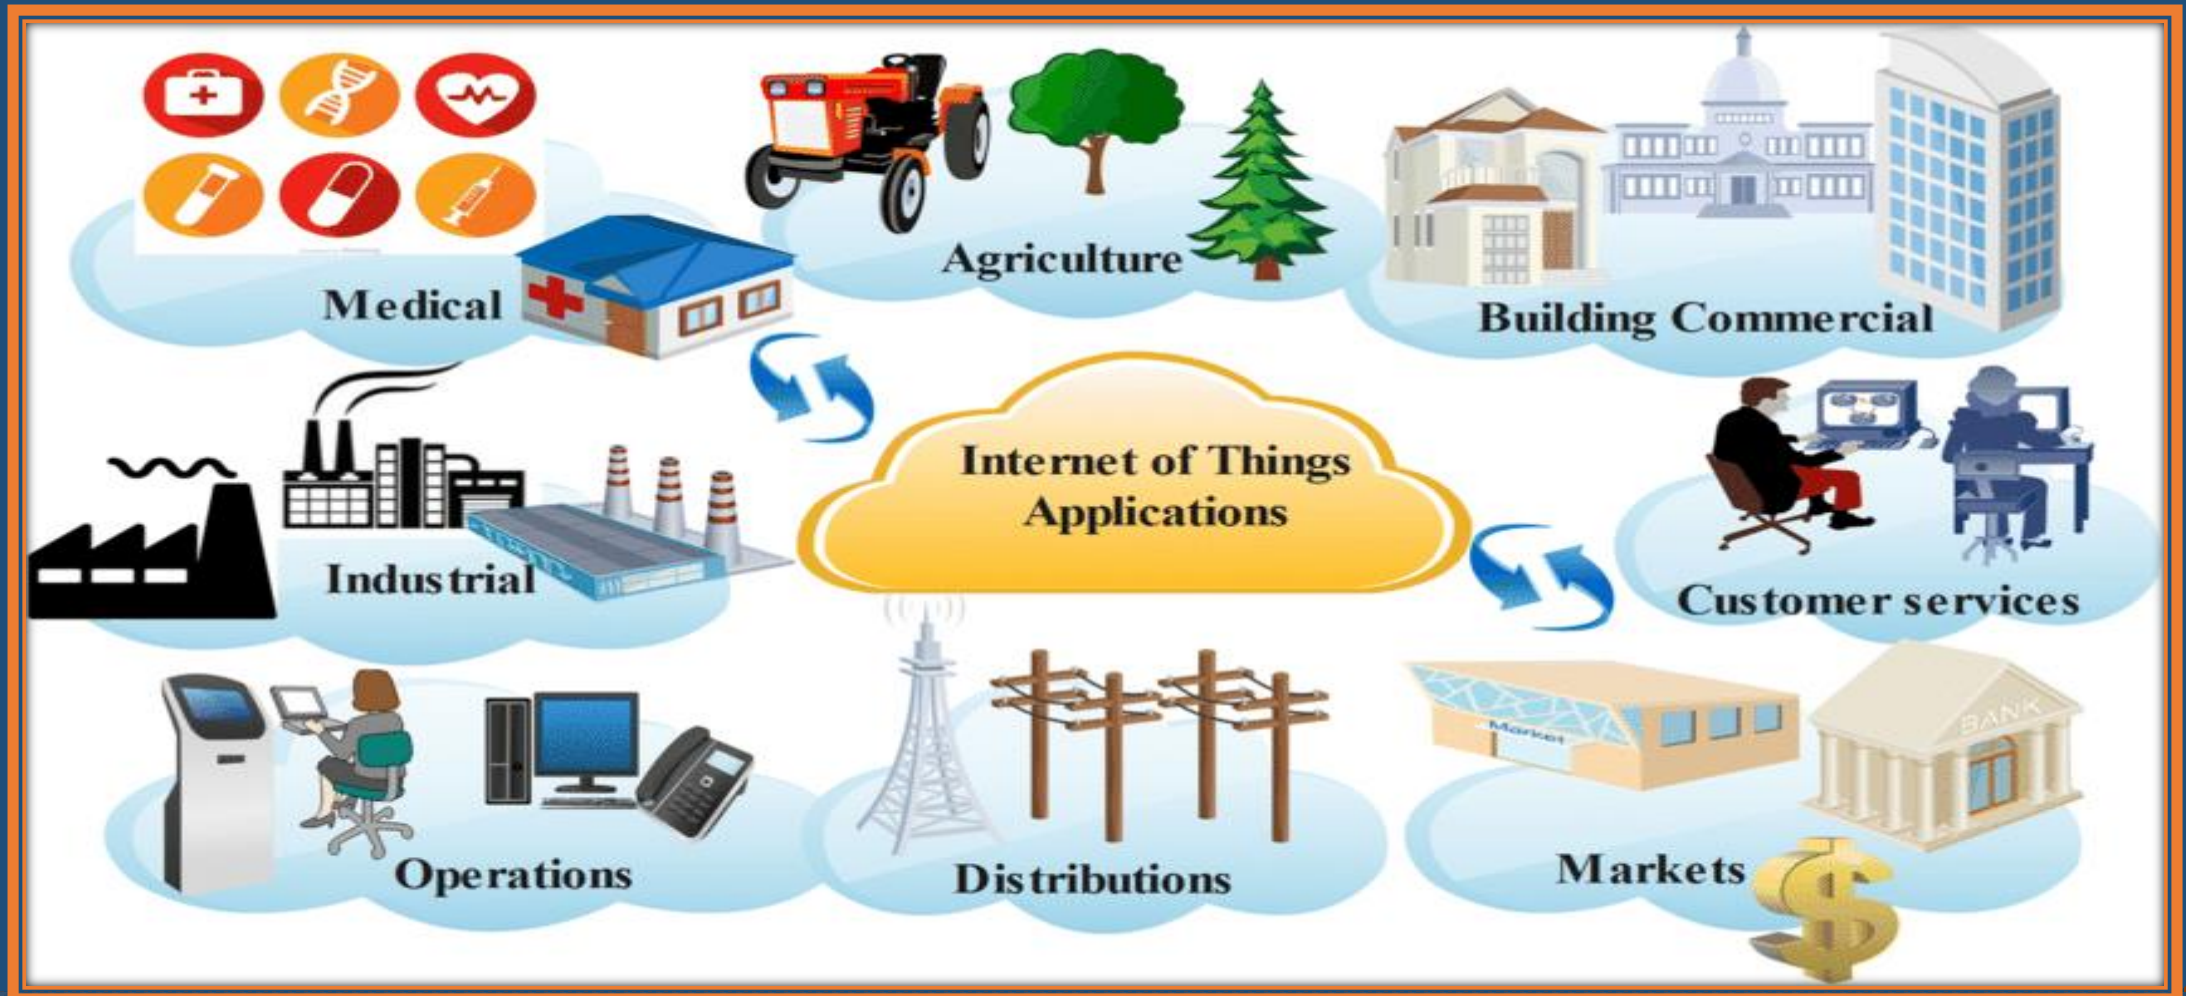 Medical
Agriculture
Building Commercial
Internet of Things
Applications
Industrial
Customer services
Market
BANK
Operations
Distributions
Markets